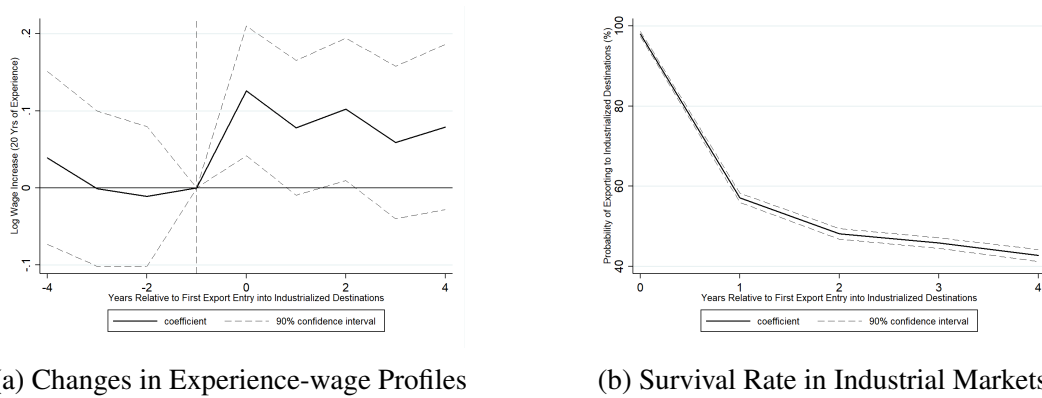 Log Wage Increase (20 Yrs of Experience)
.2
.1
0
-.1
-4
-2
0
2
4
Years Relative to First Export Entry into Industrialized Destinations
coefficient
90% confidence interval
Probability of Exporting to Industrialized Destinations (%)
100
80
60
40
0
1
2
3
4
Years Relative to First Export Entry into Industrialized Destinations
coefficient
90% confidence interval
a) Changes in Experience-wage Profiles
(b) Survival Rate in Industrial Markets